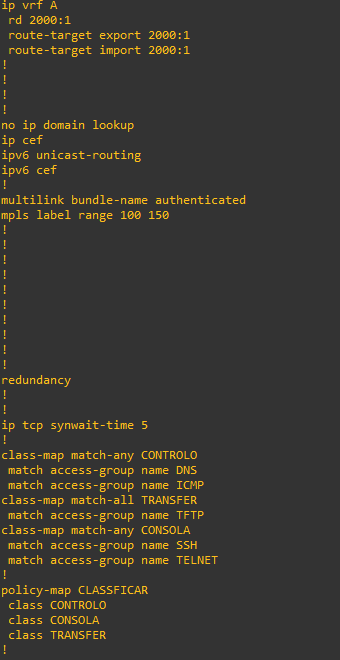 ip vrf A
 rd 2000:1
 route-target export 2000:1
 route-target import 2000:1
!
!
!
!
no ip domain lookup
ip cef
ipv6 unicast-routing
ipv6 cef
!
multilink bundle-name authenticated
mpls label range 100 150
!
!
!
!
!
!
!
!
!
!
redundancy
!
!
ip tcp synwait-time 5
!
class-map match-any CONTROLO
 match access-group name DNS
 match access-group name ICMP
class-map match-all TRANSFER
 match access-group name TFTP
class-map match-any CONSOLA
 match access-group name SSH
 match access-group name TELNET
!
policy-map CLASSFICAR
 class CONTROLO
 class CONSOLA
 class TRANSFER
!